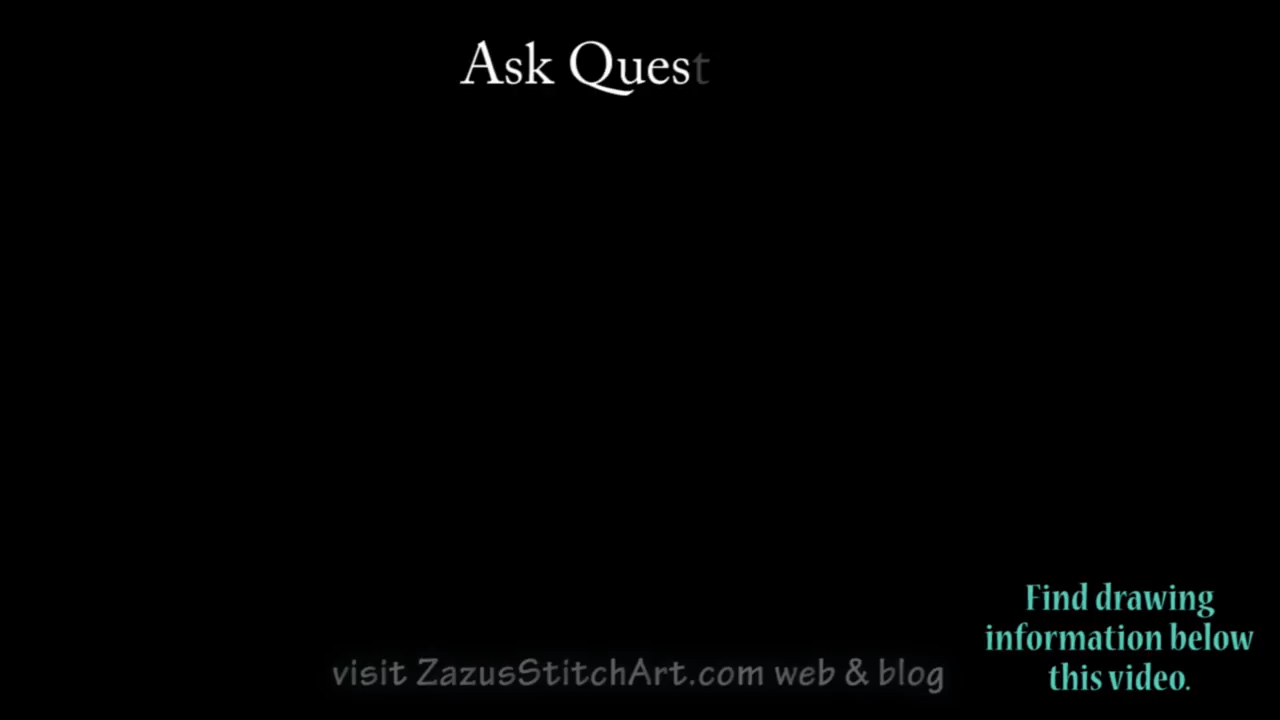 Ask Quest
visit ZazusStitchArt.com web & blog
Find drawing
information below
this video.